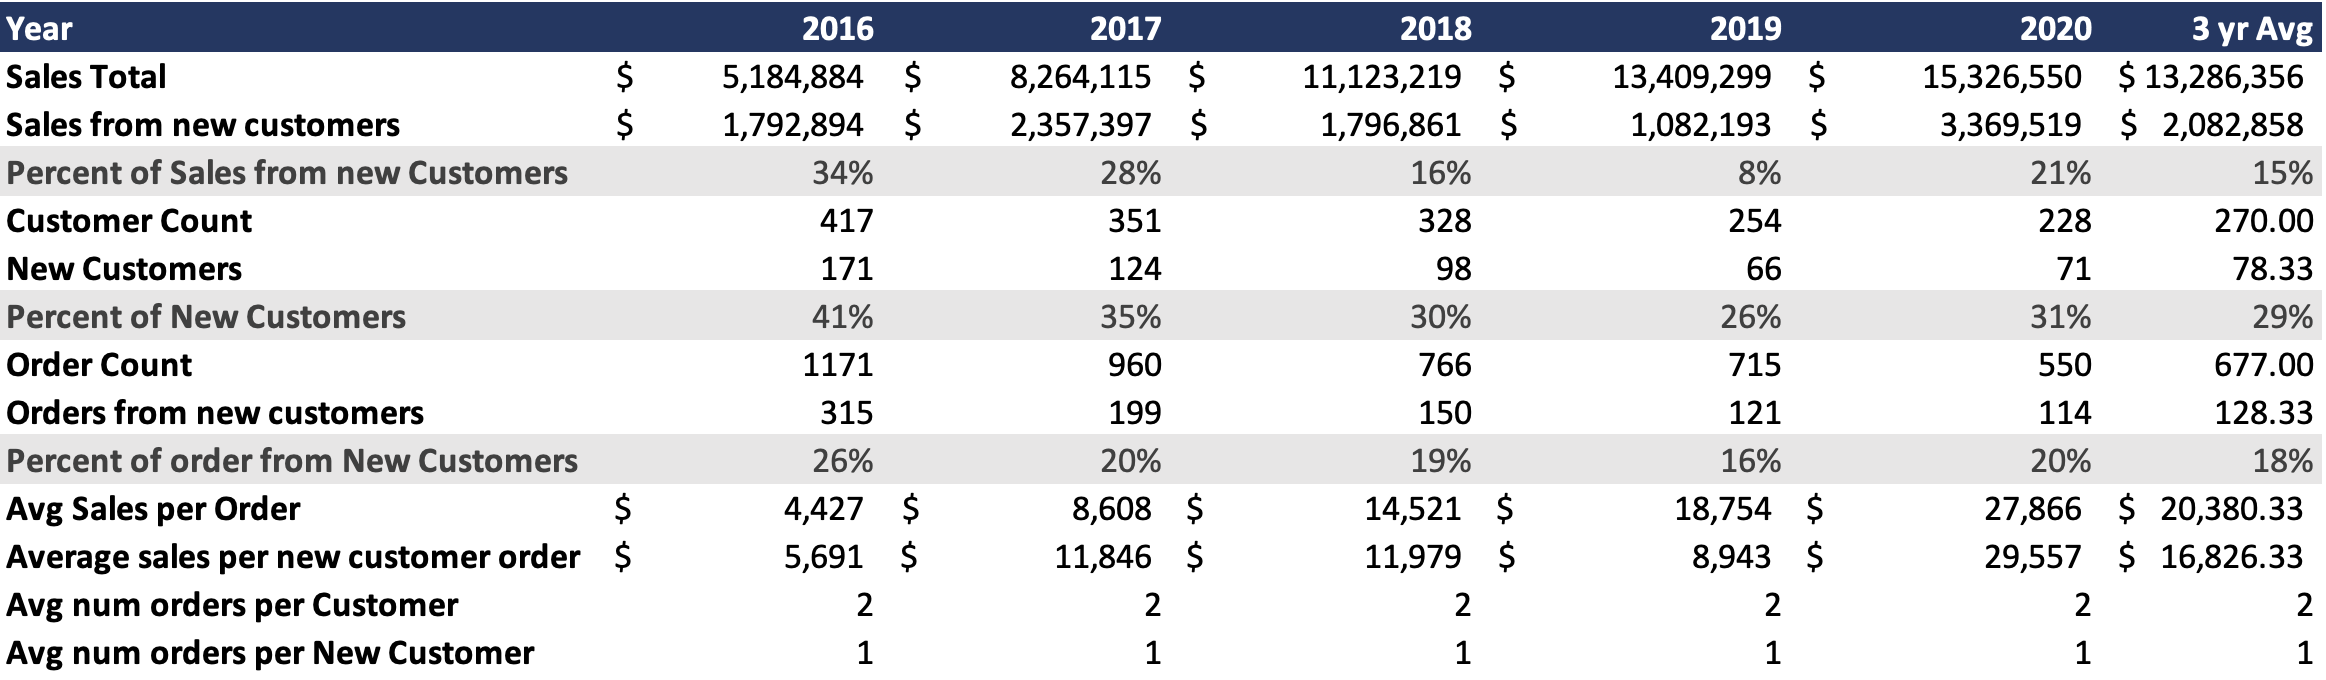 Year 2016 2017 2018 2019 2020 3 yr Avg
Sales Total $ 5,184,884 $ 8,264,115 $ 11,123,219 $ 13,409,299 $ 15,326,550 $ 13,286,356
Sales from new customers $ 1,792,894 $ 2,357,397 $ 1,796,861 $ 1,082,193 $ 3,369,519 $ 2,082,858
Percent of Sales from new Customers 34% 28% 16% 8% 21% 15%
Customer Count 417 351 328 254 228 270.00
New Customers 171 124 98 66 71 78.33
Percent of New Customers 41% 35% 30% 26% 31% 29%
Order Count 1171 960 766 715 550 677.00
Orders from new customers 315 199 150 121 114 128.33
Percent of order from New Customers 26% 20% 19% 16% 20% 18%
Avg Sales per Order $ 4,427 $ 8,608 $ 14,521 $ 18,754 $ 27,866 $ 20,380.33
Average sales per new customer order $ 5,691 $ 11,846 $ 11,979 $ 8,943 $ 29,557 $ 16,826.33
Avg num orders per Customer 2 2 2 2 2 2
Avg num orders per New Customer 1 1 1 1 1 1